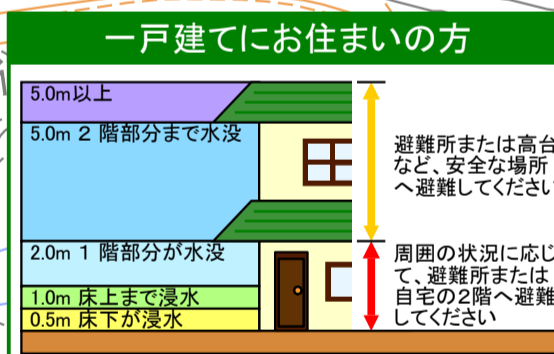 一戸建てにお住まいの方
5.0m以上
5.0m 2 階部分まで水没
避難所または高台
など、安全な場所
へ避難してください
2.0m 1 階部分が水没
1.0m 床上まで浸水
0.5m 床下が浸水
周囲の状況に応じ
て、避難所または
自宅の2階へ避難
してください